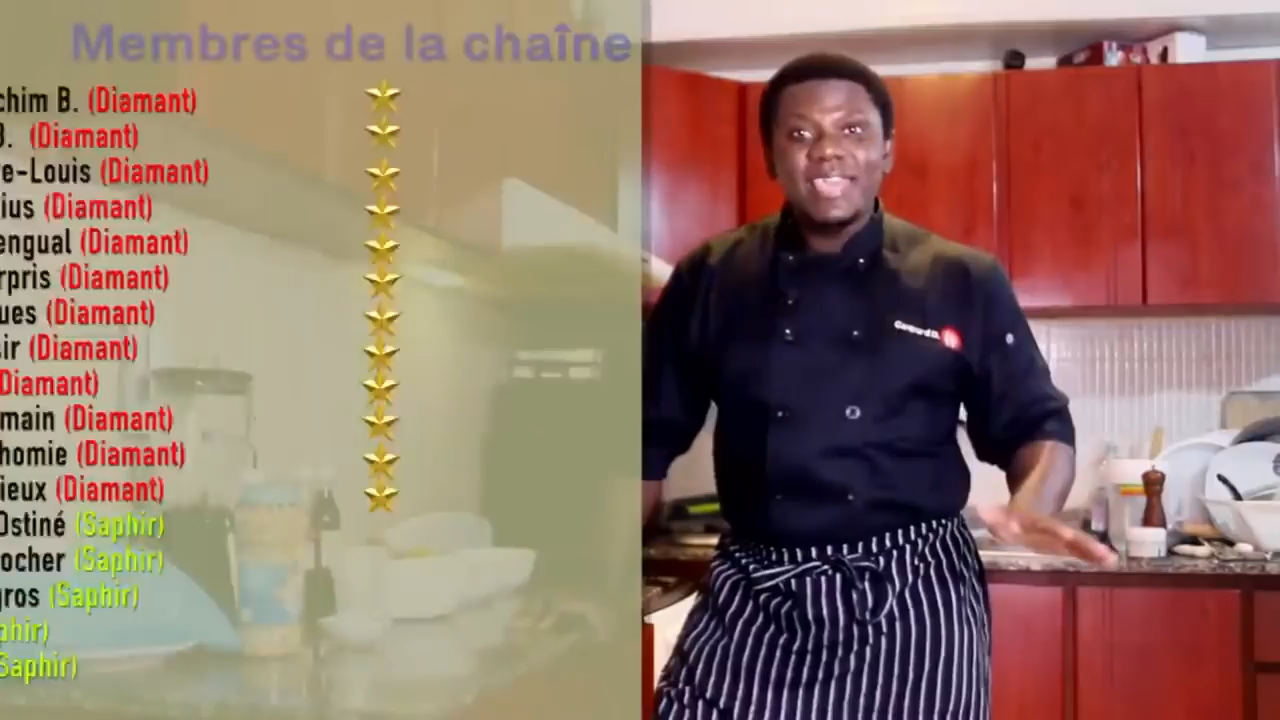 Membres de la chaîne
chim B. (Diamant)
B. (Diamant)
e-Louis (Diamant)
ius (Diamant)
engual (Diamant)
rpris (Diamant)
ues (Diamant)
sir (Diamant)
Diamant)
main (Diamant)
homie (Diamant)
ieux (Diamant)
Ostiné (Saphir)
ocher (Saphir)
gros (Saphir)
phir)
Saphir)